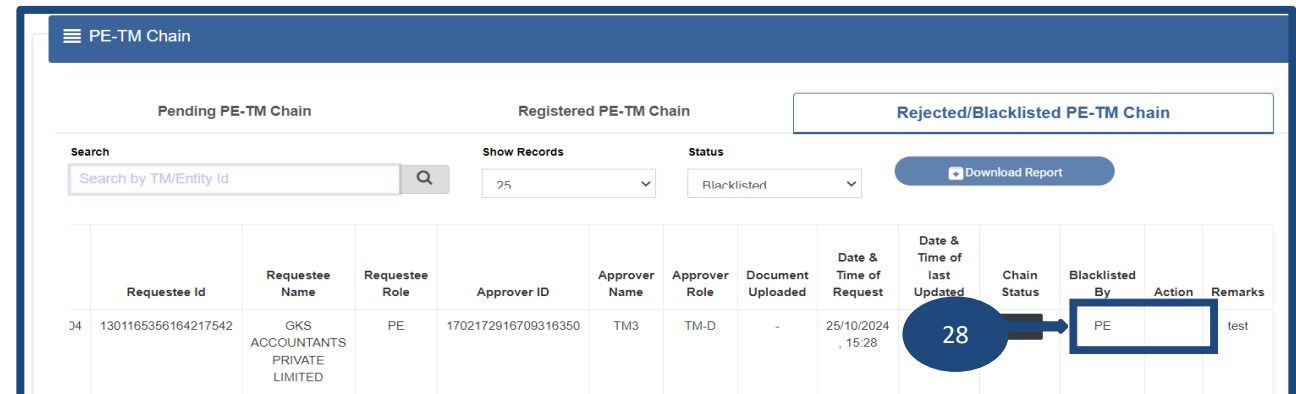 PE-TM Chain
Pending PE-TM Chain Registered PE-TM Chain Rejected/Blacklisted PE-TM Chain
Search Show Records Status
Search by TM/Entity Id 25 Blacklisted Download Report
Requestee Id Requestee Name Requestee Role Approver ID Approver Name Approver Role Document Uploaded Date & Time of Request Date & Time of last Updated Chain Status Blacklisted By Action Remarks
04 1301165356164217542 GKS PE 1702172916709316350 TM3 TM-D - 25/10/2024 28 PE test
ACCOUNTANTS , 15:28
PRIVATE
LIMITED